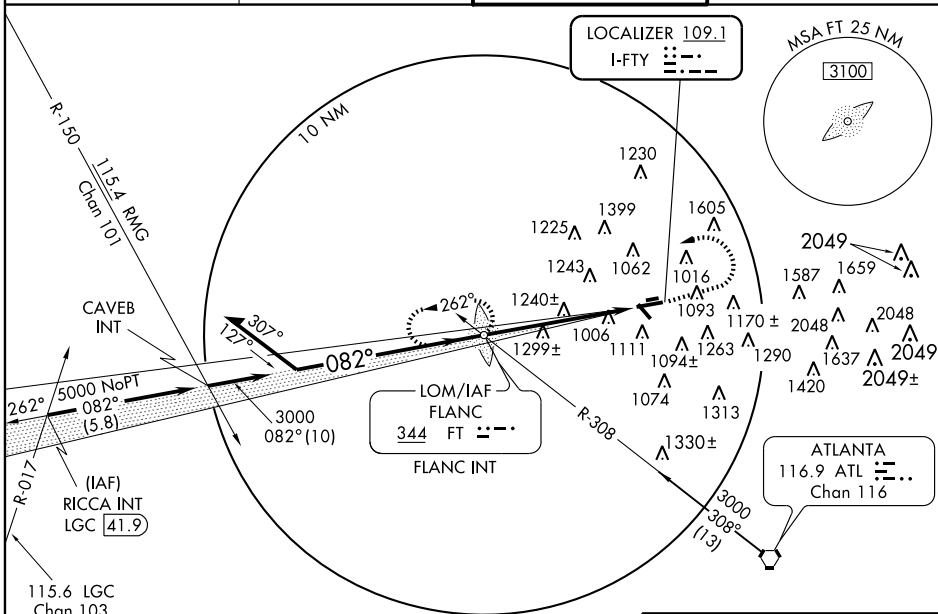 LOCALIZER 109.1
I-FTY
MSA FT 25 NM
3100
10 NM
R-150
115.4 RMG
Chan 101
1230
1399
1225
1605
1062
1243
1016
2049
1587
1659
CAVEB
INT
1240±
262°
1093
1006
1299±
1111
1170±
2048
2048
307°
127°
082°
1094±
1263
1290
1637
2049
2049±
1420
5000 NoPT
262°
082°
(5.8)
3000
082° (10)
LOM/IAF
FLANC
344 FT
FLANC INT
1074
1313
R-308
1330±
R-017
(IAF)
RICCA INT
LGC 41.9
ATLANTA
116.9 ATL
Chan 116
3000
308°
(13)
115.6 LGC
Chan 103